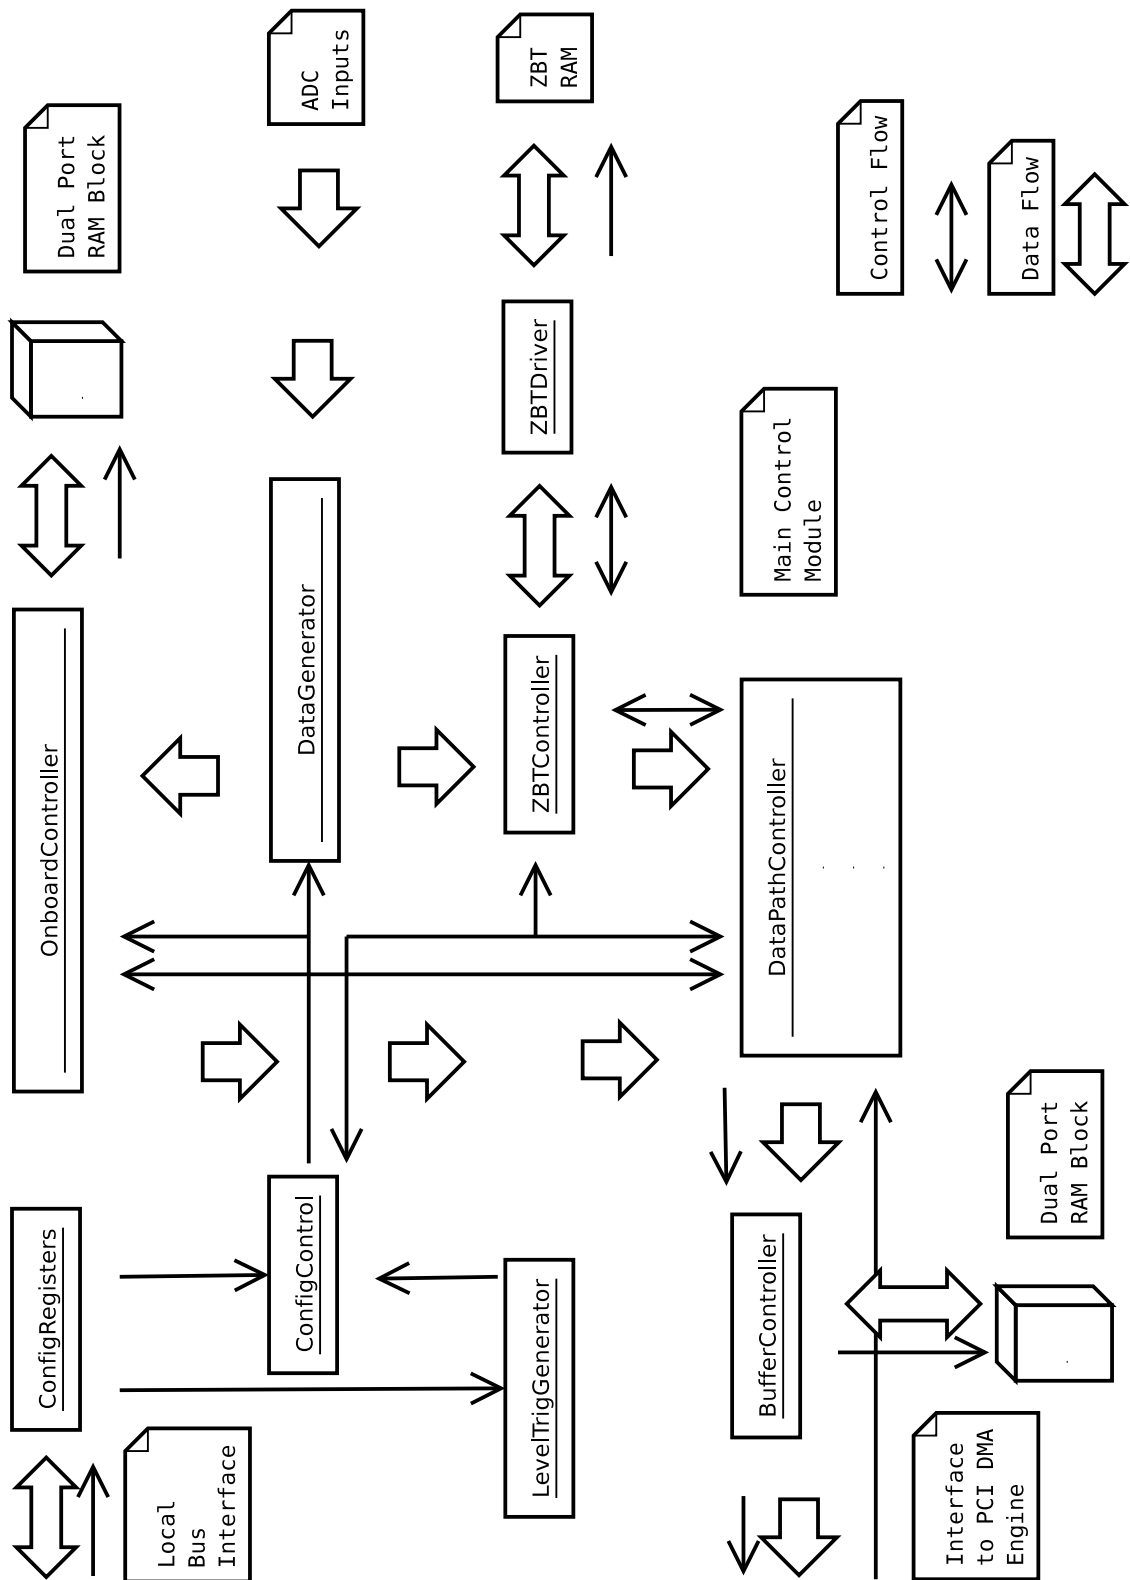 ConfigRegisters
OnboardController
Dual Port
RAM Block
Local
Bus
Interface
ConfigControl
DataGenerator
ADC
Inputs
LevelTrigGenerator
ZBTController
ZBTDriver
ZBT
RAM
BufferController
DataPathController
Main Control
Module
Control Flow
Interface
to PCI DMA
Engine
Dual Port
RAM Block
Data Flow